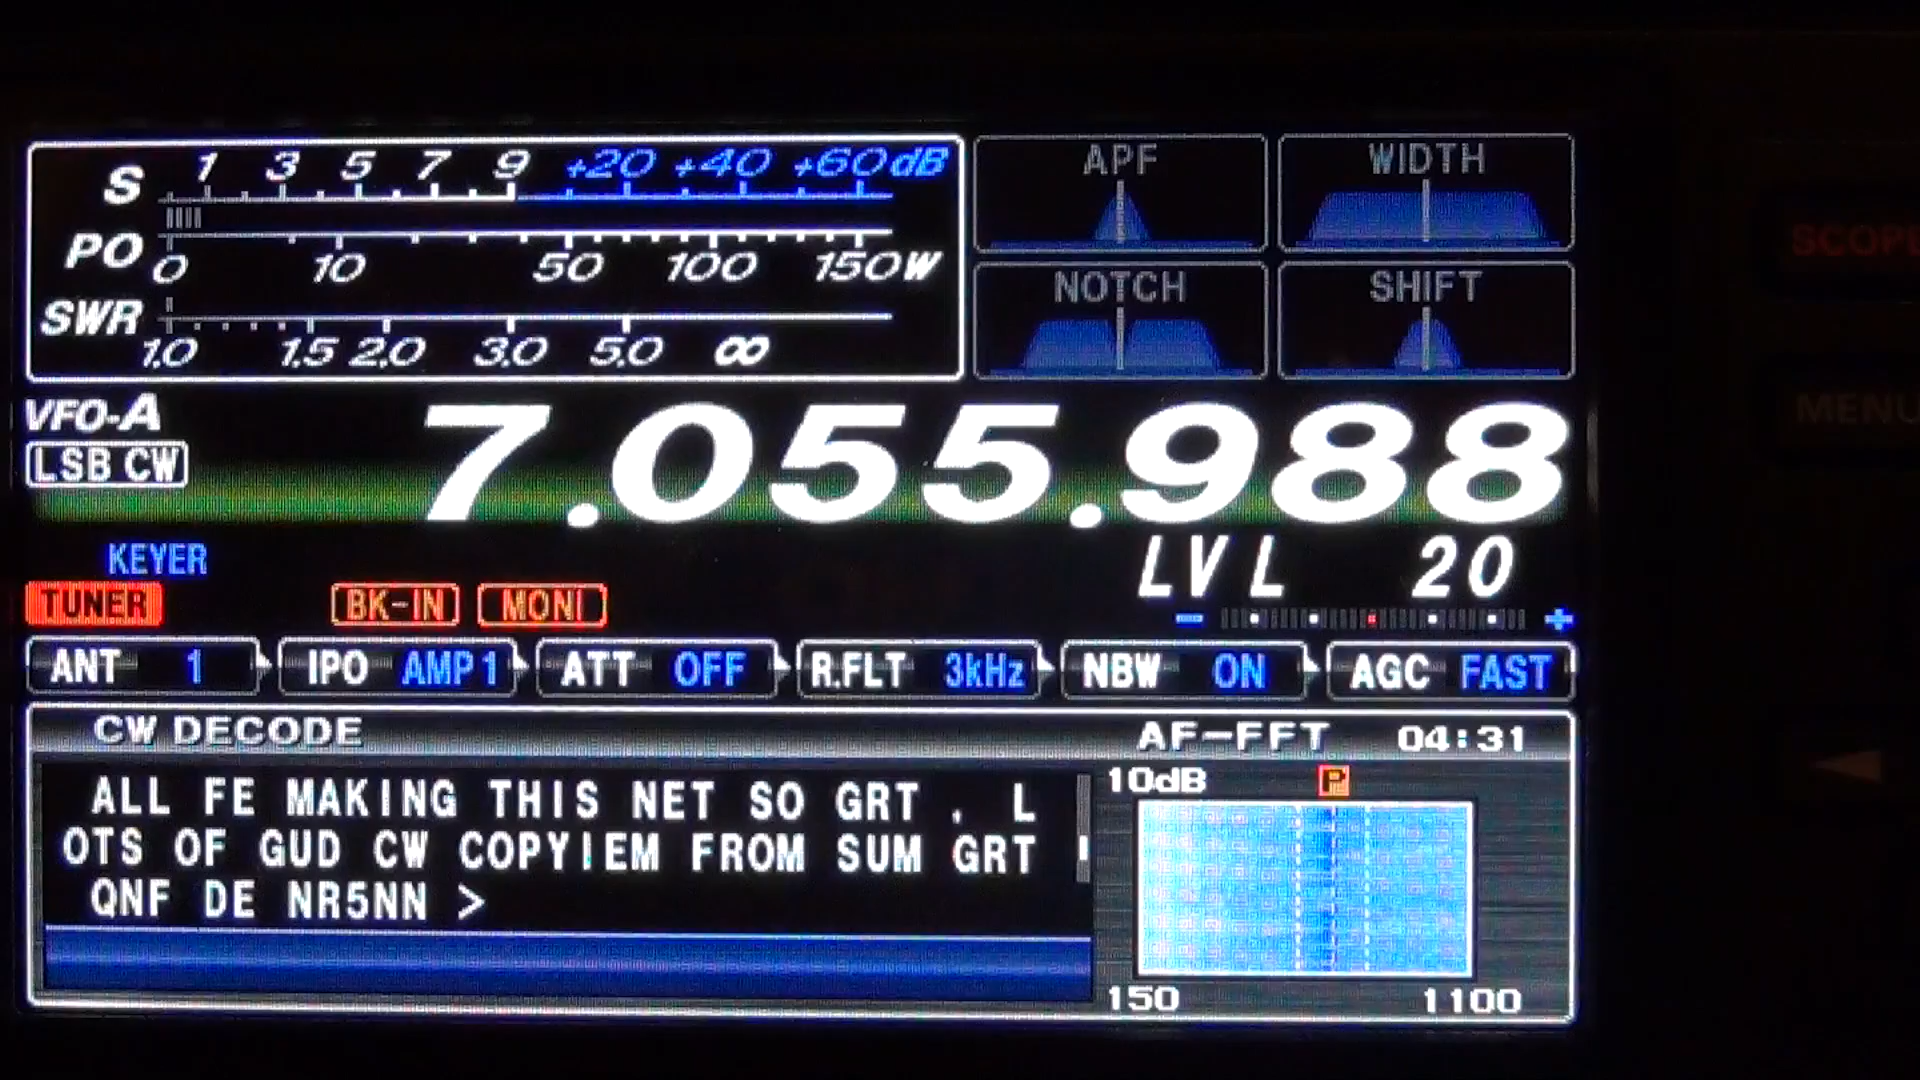 S 1 3 5 7 9 +20 +40 +60dB
PO 0 10 50 100 150W
SWR 1.0 1.5 2.0 3.0 5.0 ∞
APF WIDTH
NOTCH SHIFT
SCOPE
MENU
VFO-A 7.055.988
LSB CW
KEYER LVL 20
TUNER BK-IN MONI - +
ANT 1 IPO AMP1 ATT OFF R.FLT 3kHz NBW ON AGC FAST
CW DECODE AF-FFT 04:31
10dB P
ALL FE MAKING THIS NET SO GRT . L
OTS OF GUD CW COPYIEM FROM SUM GRT
QNF DE NR5NN >
150 1100